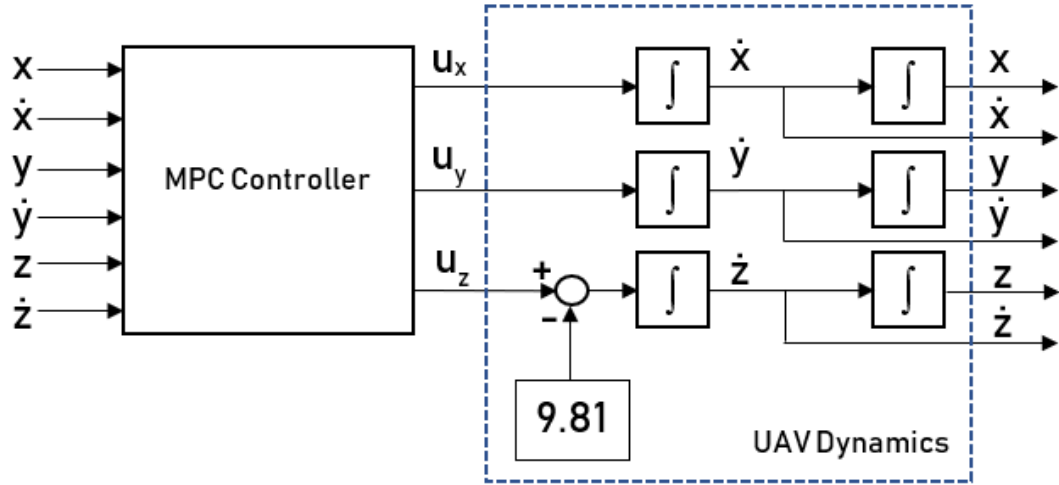 x
ẋ
y
ẏ
z
ż
MPC Controller
uₓ
u_y
u_z
+
−
9.81
∫
ẋ
∫
∫
ẏ
∫
∫
ż
∫
x
ẋ
y
ẏ
z
ż
UAV Dynamics